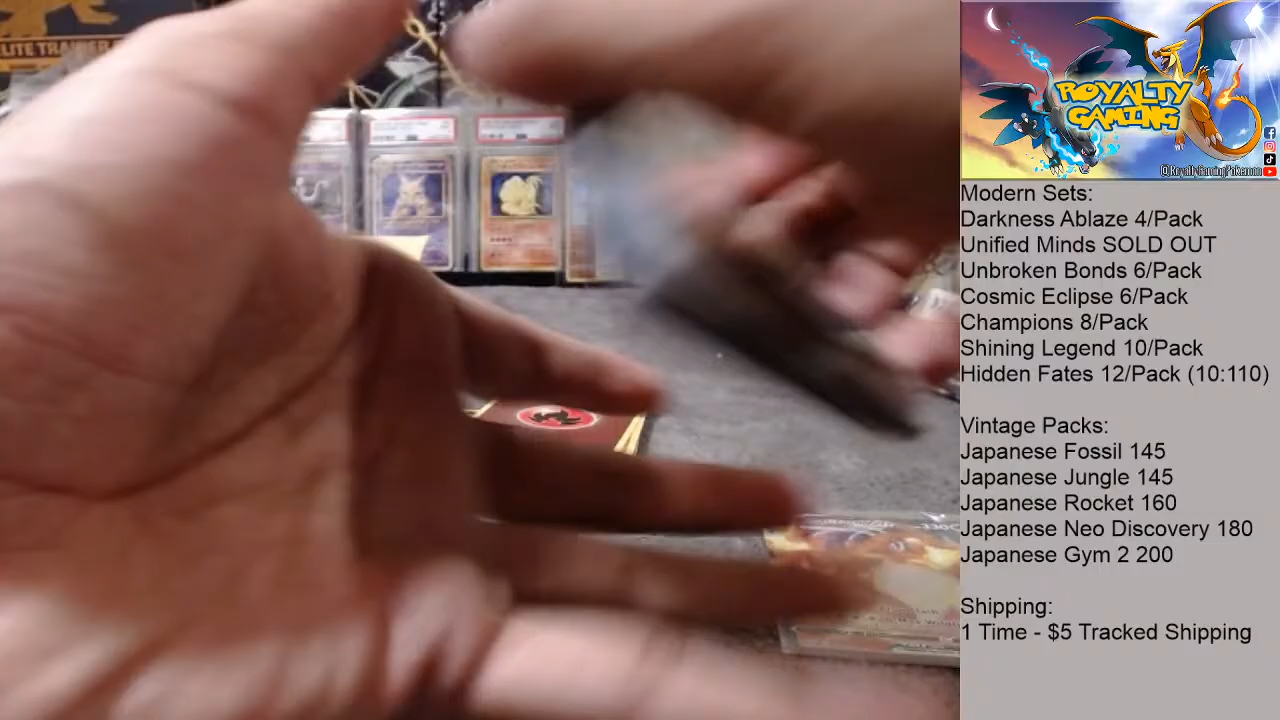 ELITE TRAINER
ROYALTY
GAMING
@RoyaltyGamingPokemon
Modern Sets:
Darkness Ablaze 4/Pack
Unified Minds SOLD OUT
Unbroken Bonds 6/Pack
Cosmic Eclipse 6/Pack
Champions 8/Pack
Shining Legend 10/Pack
Hidden Fates 12/Pack (10:110)
Vintage Packs:
Japanese Fossil 145
Japanese Jungle 145
Japanese Rocket 160
Japanese Neo Discovery 180
Japanese Gym 2 200
Shipping:
1 Time - $5 Tracked Shipping